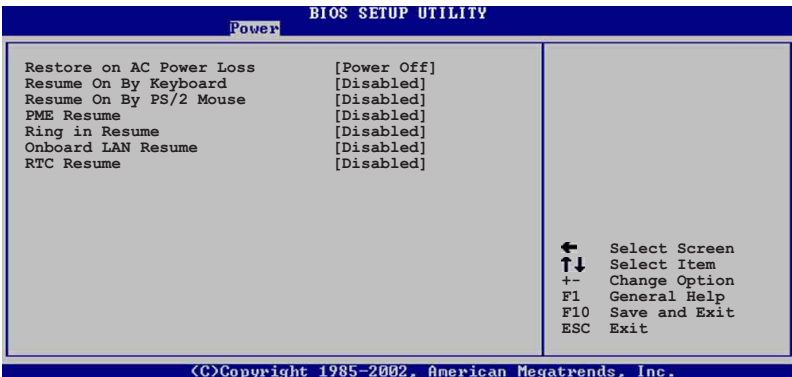 BIOS SETUP UTILITY
Power
Restore on AC Power Loss [Power Off]
Resume On By Keyboard [Disabled]
Resume On By PS/2 Mouse [Disabled]
PME Resume [Disabled]
Ring in Resume [Disabled]
Onboard LAN Resume [Disabled]
RTC Resume [Disabled]
← Select Screen
↑↓ Select Item
+- Change Option
F1 General Help
F10 Save and Exit
ESC Exit
(C)Copyright 1985-2002, American Megatrends, Inc.